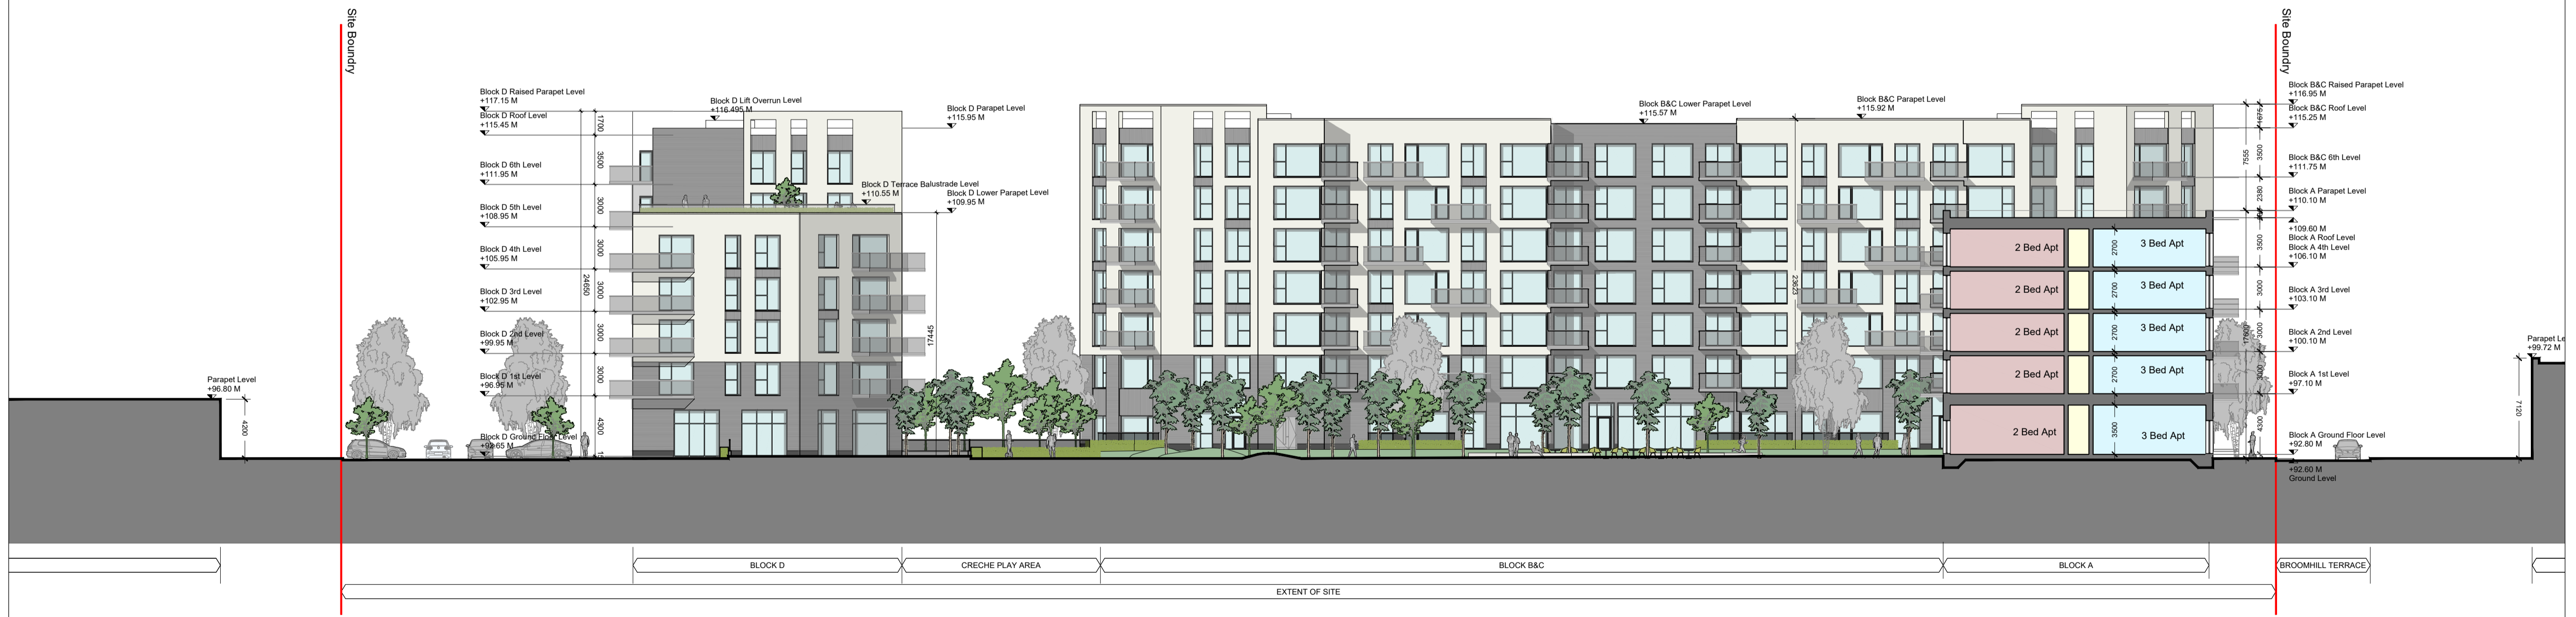 Site Boundry
Site Boundry
Block D Raised Parapet Level
+117.15 M
Block D Roof Level
+115.45 M
Block D 6th Level
+111.95 M
Block D 5th Level
+108.95 M
Block D 4th Level
+105.95 M
Block D 3rd Level
+102.95 M
Block D 2nd Level
+99.95 M
Block D 1st Level
+96.95 M
Block D Ground Floor Level
+92.65 M
Parapet Level
+96.80 M
4200
1700
3500
3000
3000
3000
3000
3000
4300
24650
Block D Lift Overrun Level
+116.495 M
Block D Parapet Level
+115.95 M
Block D Terrace Balustrade Level
+110.55 M
Block D Lower Parapet Level
+109.95 M
17445
Block B&C Lower Parapet Level
+115.57 M
Block B&C Parapet Level
+115.92 M
23623
2 Bed Apt
2700
3 Bed Apt
2 Bed Apt
2700
3 Bed Apt
2 Bed Apt
2700
3 Bed Apt
2 Bed Apt
2700
3 Bed Apt
2 Bed Apt
3500
3 Bed Apt
7555
1675
3500
2380
3500
3000
3000
4300
Block B&C Raised Parapet Level
+116.95 M
Block B&C Roof Level
+115.25 M
Block B&C 6th Level
+111.75 M
Block A Parapet Level
+110.10 M
+109.60 M
Block A Roof Level
Block A 4th Level
+106.10 M
Block A 3rd Level
+103.10 M
Block A 2nd Level
+100.10 M
Block A 1st Level
+97.10 M
Block A Ground Floor Level
+92.80 M
+92.60 M
Ground Level
Parapet Le
+99.72 M
7120
BLOCK D
CRECHE PLAY AREA
BLOCK B&C
BLOCK A
BROOMHILL TERRACE
EXTENT OF SITE